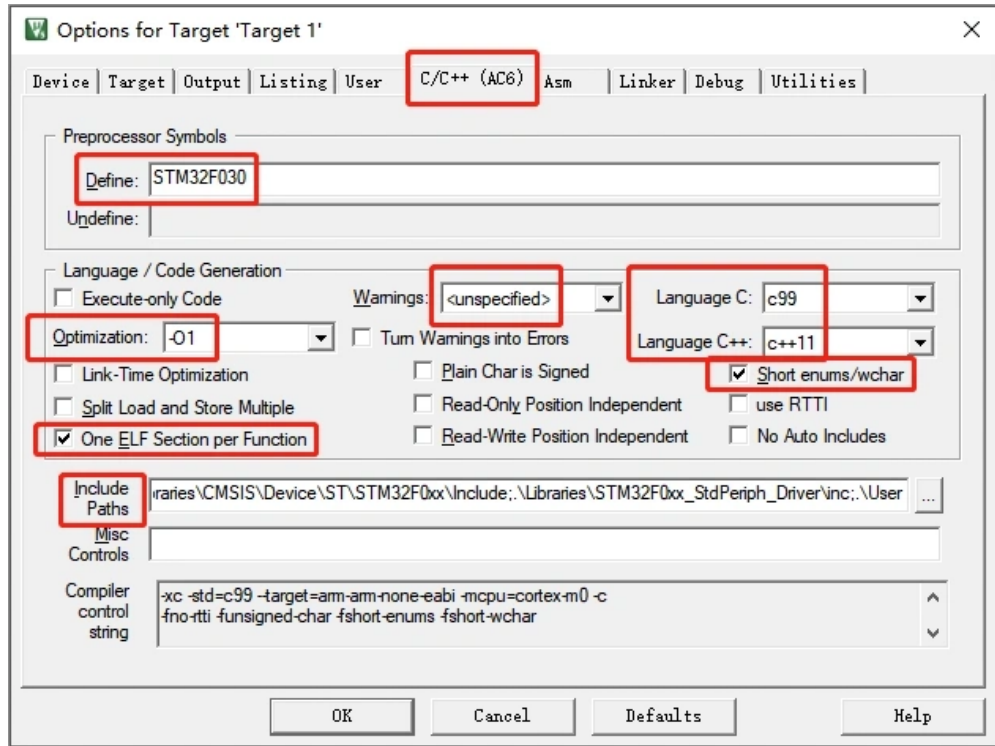 Options for Target 'Target 1'
Device Target Output Listing User C/C++ (AC6) Asm Linker Debug Utilities
Preprocessor Symbols
Define: STM32F030
Undefine:
Language / Code Generation
Execute-only Code Warnings: <unspecified> Language C: c99
Optimization: -O1 Turn Warnings into Errors Language C++: c++11
Link-Time Optimization Plain Char is Signed Short enums/wchar
Split Load and Store Multiple Read-Only Position Independent use RTTI
One ELF Section per Function Read-Write Position Independent No Auto Includes
Include Paths raries\CMSIS\Device\ST\STM32F0xx\Include;.\Libraries\STM32F0xx_StdPeriph_Driver\inc;.\User ...
Misc Controls
Compiler control string -xc -std=c99 --target=arm-arm-none-eabi -mcpu=cortex-m0 -c
-fno-rtti -funsigned-char -fshort-enums -fshort-wchar
OK Cancel Defaults Help